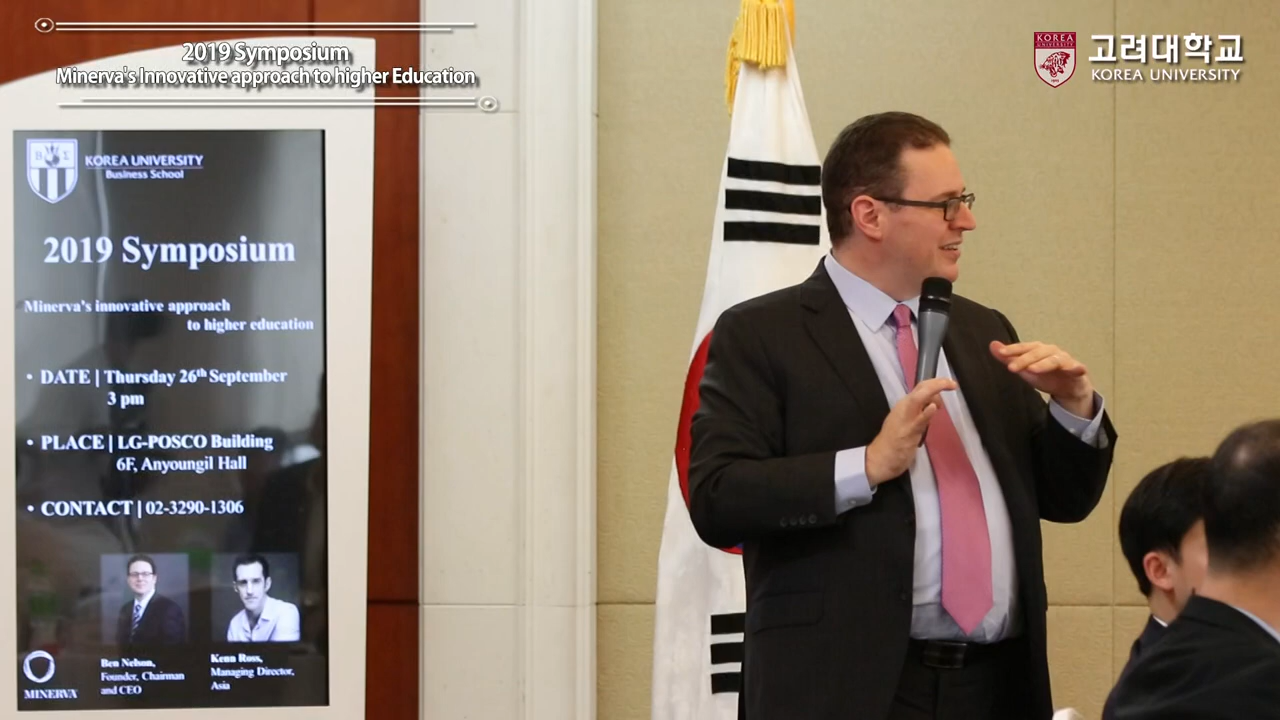 2019 Symposium
Minerva's Innovative approach to higher Education
KOREA
UNIVERSITY
고려대학교
KOREA UNIVERSITY
KOREA UNIVERSITY
Business School
2019 Symposium
Minerva's innovative approach
to higher education
• DATE | Thursday 26th September
3 pm
• PLACE | LG-POSCO Building
6F, Anyoungil Hall
• CONTACT | 02-3290-1306
Ben Nelson,
Founder, Chairman
and CEO
Kenn Ross,
Managing Director,
Asia
MINERVA